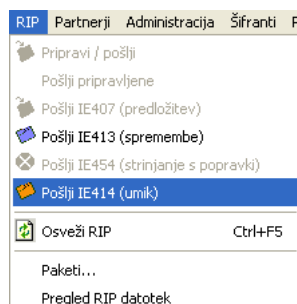 RIP Partnerji Administracija Šifranti
Pripravi / pošlji
Pošlji pripravljene
Pošlji IE407 (predložitev)
Pošlji IE413 (spremembe)
Pošlji IE454 (strinjanje s popravki)
Pošlji IE414 (umik)
Osveži RIP Ctrl+F5
Paketi...
Pregled RIP datotek